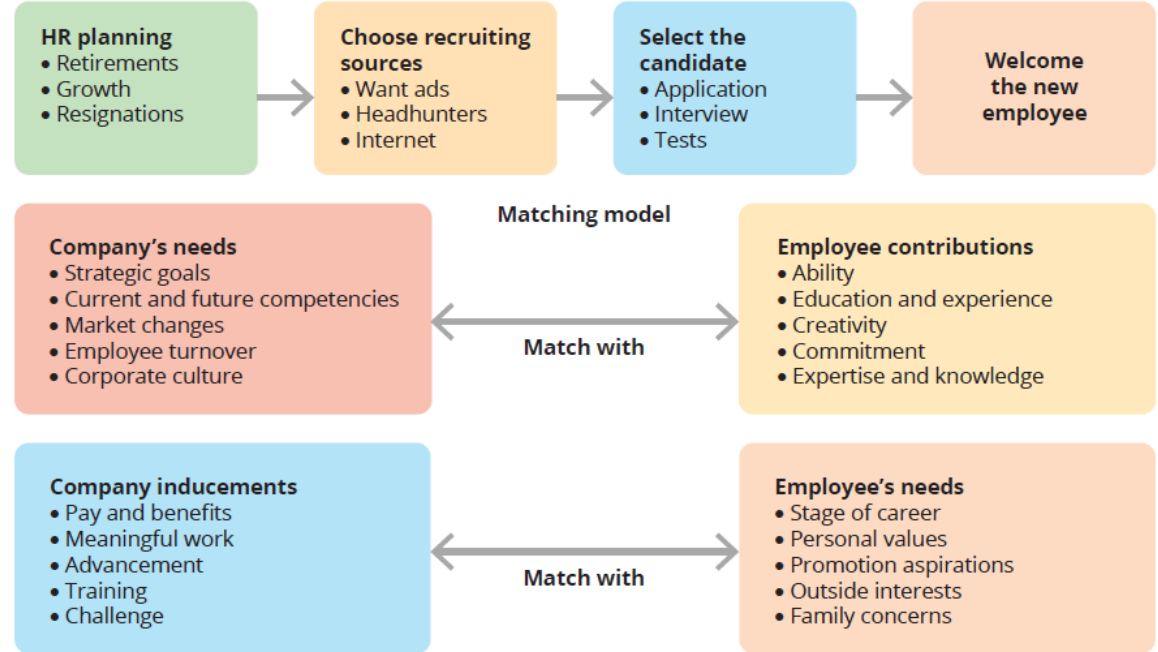 HR planning
• Retirements
• Growth
• Resignations
Choose recruiting
sources
• Want ads
• Headhunters
• Internet
Select the
candidate
• Application
• Interview
• Tests
Welcome
the new
employee
Matching model
Company’s needs
• Strategic goals
• Current and future competencies
• Market changes
• Employee turnover
• Corporate culture
Match with
Employee contributions
• Ability
• Education and experience
• Creativity
• Commitment
• Expertise and knowledge
Company inducements
• Pay and benefits
• Meaningful work
• Advancement
• Training
• Challenge
Match with
Employee’s needs
• Stage of career
• Personal values
• Promotion aspirations
• Outside interests
• Family concerns